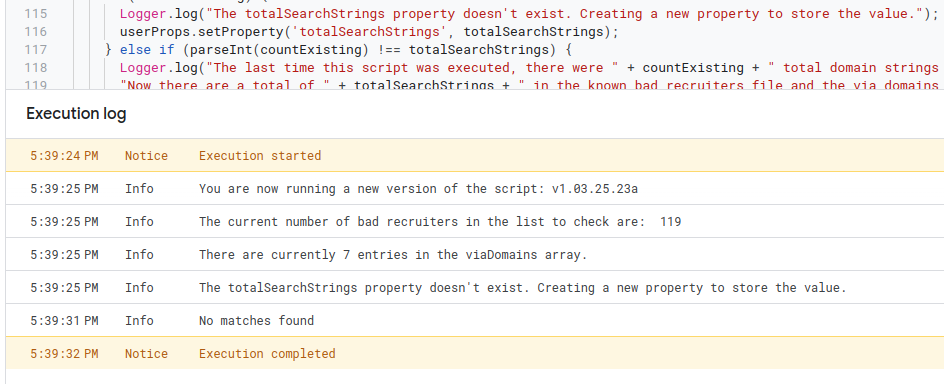 115 Logger.log("The totalSearchStrings property doesn't exist. Creating a new property to store the value.");
116 userProps.setProperty('totalSearchStrings', totalSearchStrings);
117 } else if (parseInt(countExisting) !== totalSearchStrings) {
118 Logger.log("The last time this script was executed, there were " + countExisting + " total domain strings
119 "Now there are a total of " + totalSearchStrings + " in the known bad recruiters file and the via domains
Execution log
5:39:24 PM Notice Execution started
5:39:25 PM Info You are now running a new version of the script: v1.03.25.23a
5:39:25 PM Info The current number of bad recruiters in the list to check are:  119
5:39:25 PM Info There are currently 7 entries in the viaDomains array.
5:39:25 PM Info The totalSearchStrings property doesn't exist. Creating a new property to store the value.
5:39:31 PM Info No matches found
5:39:32 PM Notice Execution completed